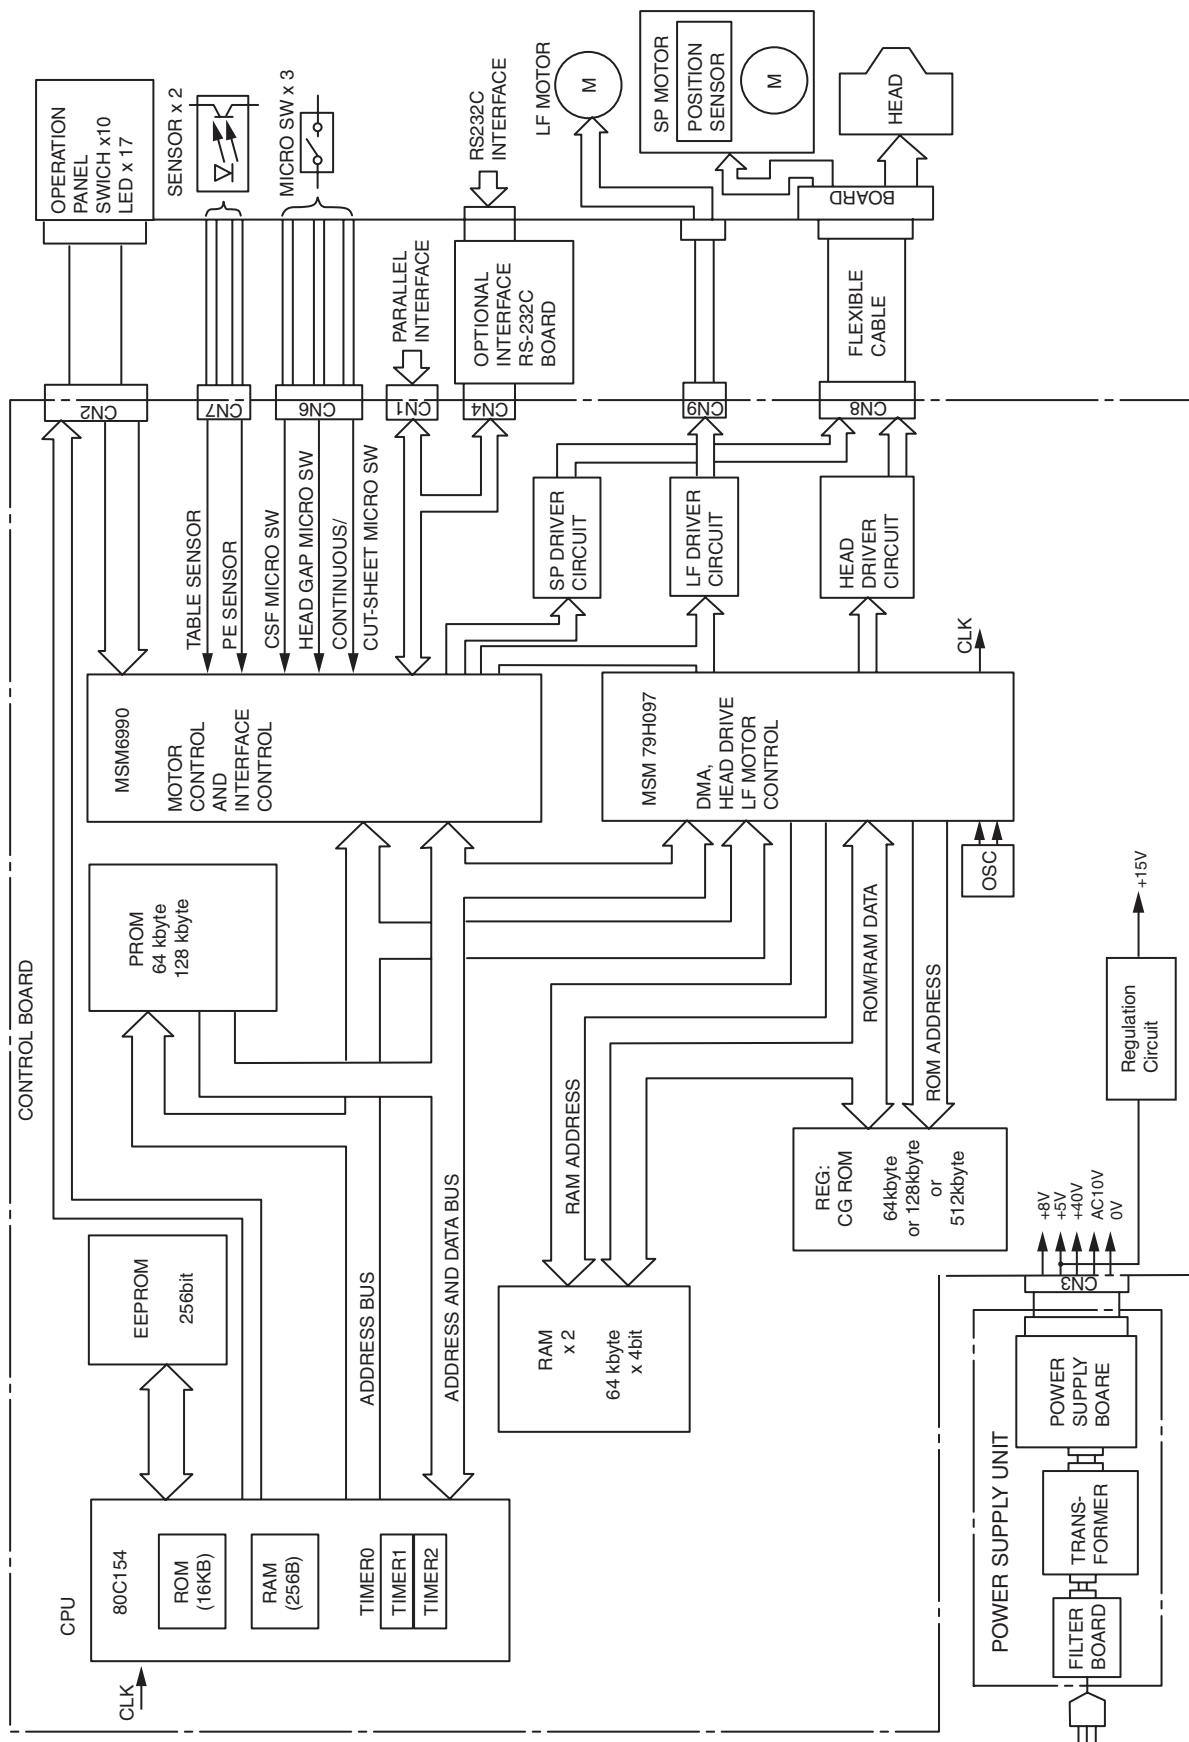 CONTROL BOARD
CPU
80C154
ROM
(16KB)
RAM
(256B)
TIMER0
TIMER1
TIMER2
CLK
EEPROM
256bit
PROM
64 kbyte
128 kbyte
ADDRESS BUS
ADDRESS AND DATA BUS
MSM6990
MOTOR
CONTROL
AND
INTERFACE
CONTROL
TABLE SENSOR
PE SENSOR
CSF MICRO SW
HEAD GAP MICRO SW
CONTINUOUS/
CUT-SHEET MICRO SW
CN2
CN7
CN6
CN1
CN4
CN9
CN8
OPERATION
PANEL
SWICH x10
LED x 17
SENSOR x 2
MICRO SW x 3
PARALLEL
INTERFACE
RS232C
INTERFACE
OPTIONAL
INTERFACE
RS-232C
BOARD
LF MOTOR
M
SP MOTOR
POSITION
SENSOR
M
HEAD
BOARD
FLEXIBLE
CABLE
SP DRIVER
CIRCUIT
LF DRIVER
CIRCUIT
HEAD
DRIVER
CIRCUIT
MSM 79H097
DMA,
HEAD DRIVE
LF MOTOR
CONTROL
CLK
OSC
RAM ADDRESS
ROM/RAM DATA
ROM ADDRESS
RAM
x 2
64 kbyte
x 4bit
REG:
CG ROM
64kbyte
or 128kbyte
or
512kbyte
+15V
Regulation
Circuit
+8V
+5V
+40V
AC10V
0V
CN3
POWER SUPPLY UNIT
POWER
SUPPLY
BOARE
TRANS-
FORMER
FILTER
BOARD